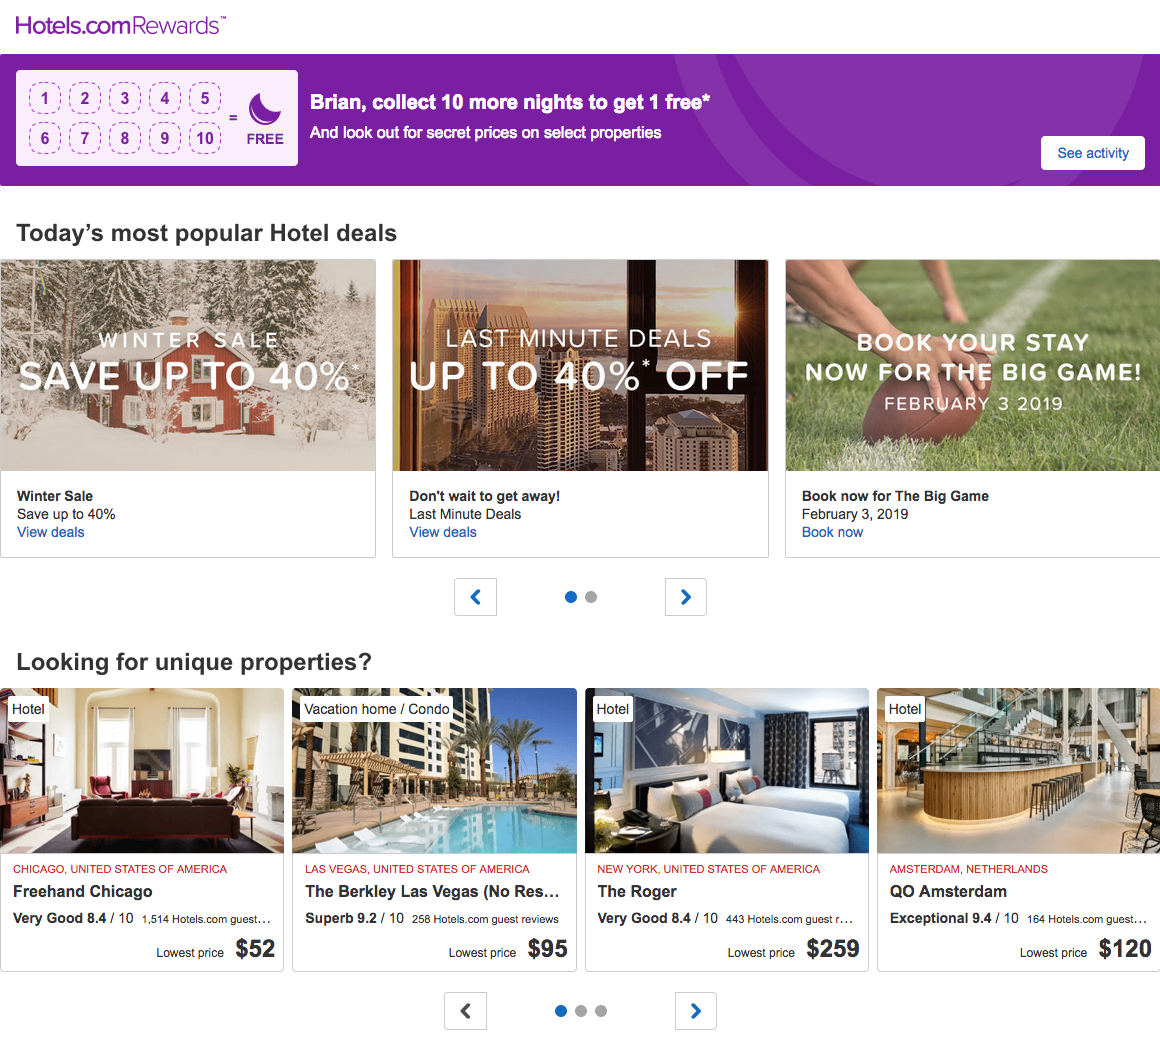 Hotels.comRewards™
1 2 3 4 5
6 7 8 9 10
=
FREE
Brian, collect 10 more nights to get 1 free*
And look out for secret prices on select properties
See activity
Today’s most popular Hotel deals
WINTER SALE
SAVE UP TO 40%*
LAST MINUTE DEALS
UP TO 40%* OFF
BOOK YOUR STAY
NOW FOR THE BIG GAME!
FEBRUARY 3 2019
Winter Sale
Save up to 40%
View deals
Don't wait to get away!
Last Minute Deals
View deals
Book now for The Big Game
February 3, 2019
Book now
Looking for unique properties?
Hotel
CHICAGO, UNITED STATES OF AMERICA
Freehand Chicago
Very Good 8.4 / 10 1,514 Hotels.com guest…
Lowest price $52
Vacation home / Condo
LAS VEGAS, UNITED STATES OF AMERICA
The Berkley Las Vegas (No Res…
Superb 9.2 / 10 258 Hotels.com guest reviews
Lowest price $95
Hotel
NEW YORK, UNITED STATES OF AMERICA
The Roger
Very Good 8.4 / 10 443 Hotels.com guest r…
Lowest price $259
Hotel
AMSTERDAM, NETHERLANDS
QO Amsterdam
Exceptional 9.4 / 10 164 Hotels.com guest…
Lowest price $120